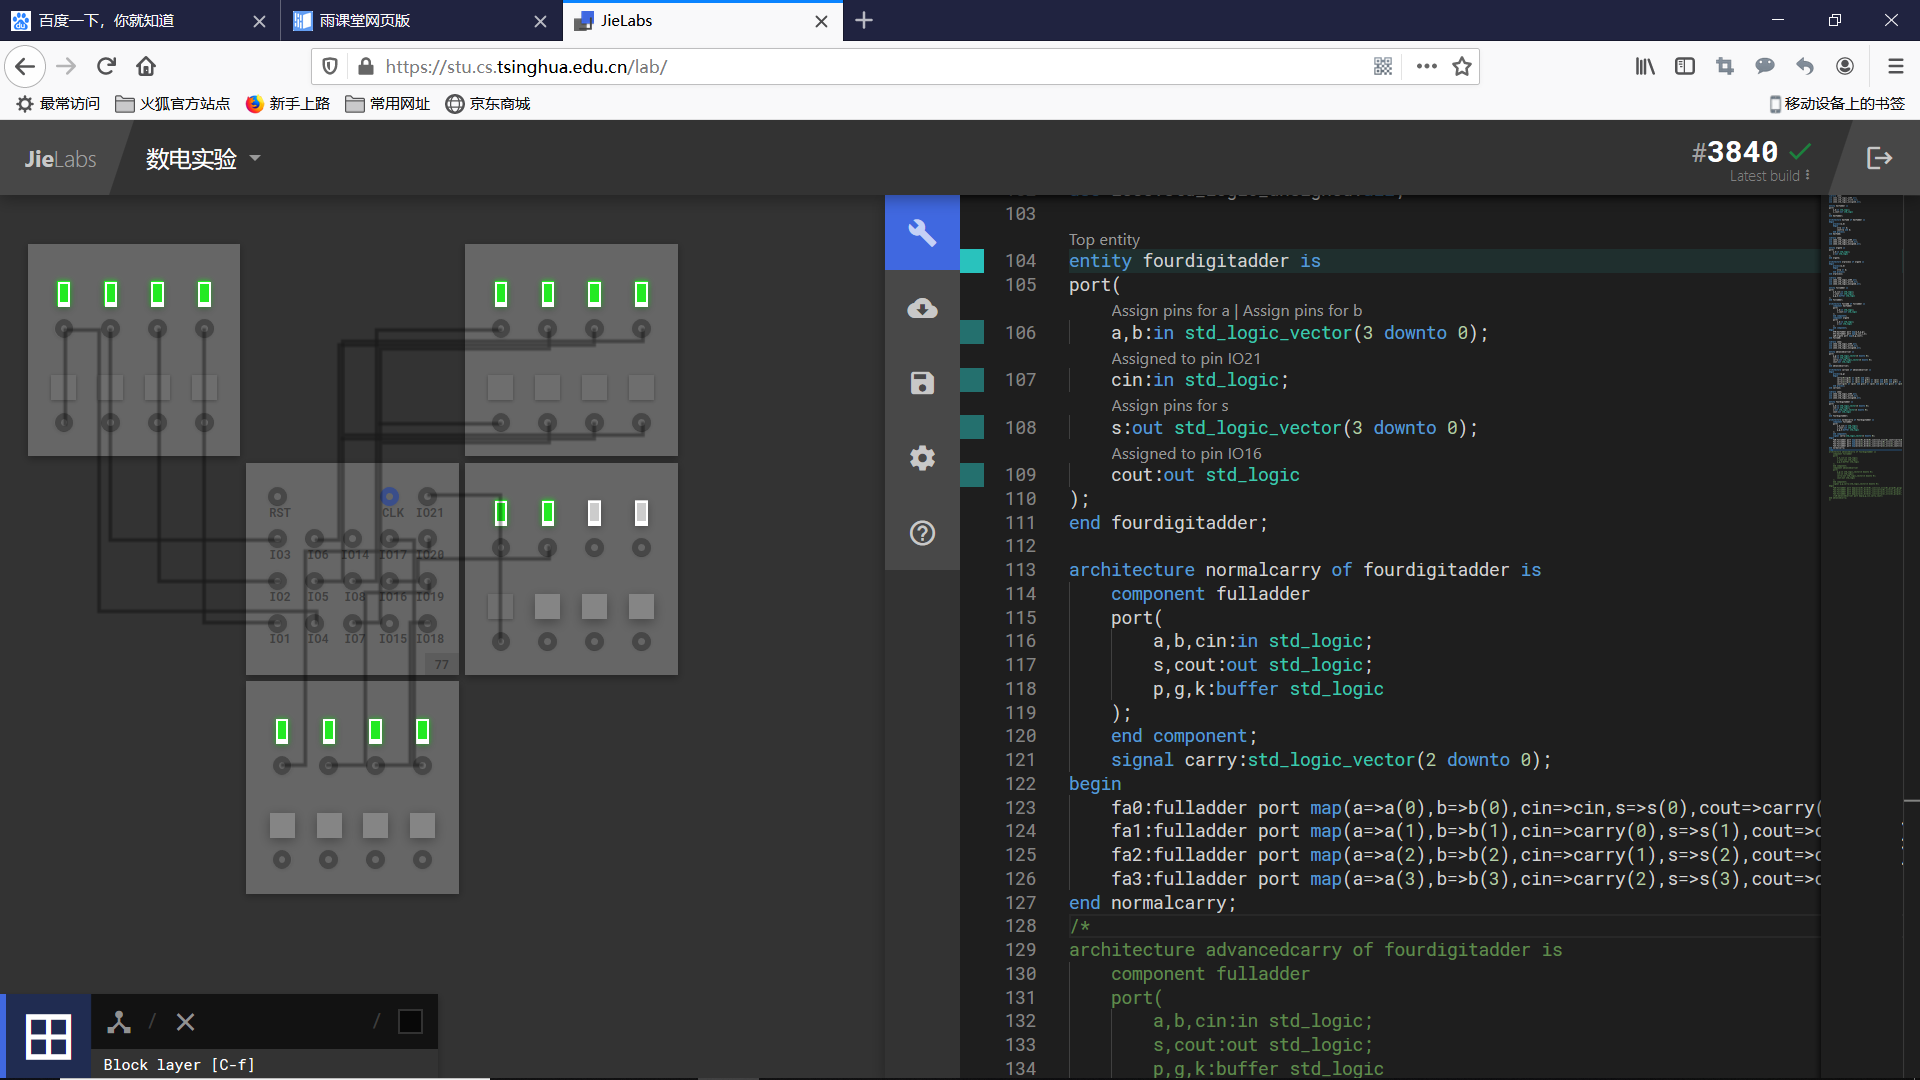 百度一下，你就知道
雨课堂网页版
JieLabs
https://stu.cs.tsinghua.edu.cn/lab/
最常访问
火狐官方站点
新手上路
常用网址
京东商城
移动设备上的书签
JieLabs
数电实验
#3840
Latest build
RST
CLK
IO21
IO3
IO6
IO14
IO17
IO20
IO2
IO5
IO8
IO16
IO19
IO1
IO4
IO7
IO15
IO18
77
Block layer [C-f]
103
Top entity
104 entity fourdigitadder is
105 port(
Assign pins for a | Assign pins for b
106 a,b:in std_logic_vector(3 downto 0);
Assigned to pin IO21
107 cin:in std_logic;
Assign pins for s
108 s:out std_logic_vector(3 downto 0);
Assigned to pin IO16
109 cout:out std_logic
110 );
111 end fourdigitadder;
112
113 architecture normalcarry of fourdigitadder is
114 component fulladder
115 port(
116 a,b,cin:in std_logic;
117 s,cout:out std_logic;
118 p,g,k:buffer std_logic
119 );
120 end component;
121 signal carry:std_logic_vector(2 downto 0);
122 begin
123 fa0:fulladder port map(a=>a(0),b=>b(0),cin=>cin,s=>s(0),cout=>carry(
124 fa1:fulladder port map(a=>a(1),b=>b(1),cin=>carry(0),s=>s(1),cout=>c
125 fa2:fulladder port map(a=>a(2),b=>b(2),cin=>carry(1),s=>s(2),cout=>c
126 fa3:fulladder port map(a=>a(3),b=>b(3),cin=>carry(2),s=>s(3),cout=>c
127 end normalcarry;
128 /*
129 architecture advancedcarry of fourdigitadder is
130 component fulladder
131 port(
132 a,b,cin:in std_logic;
133 s,cout:out std_logic;
134 p,g,k:buffer std_logic